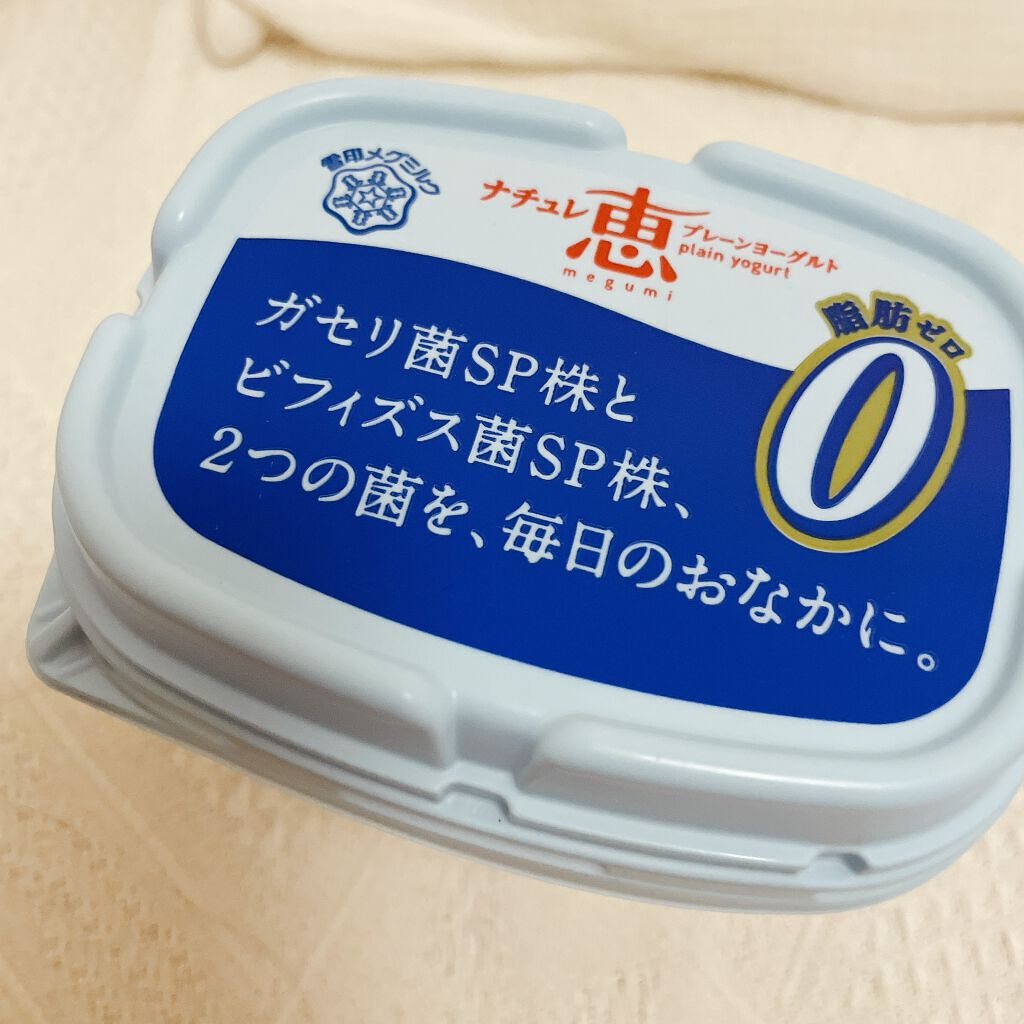 雪印メグミルク
ナチュレ 恵 プレーンヨーグルト
plain yogurt
megumi
脂肪ゼロ
0
ガセリ菌SP株と
ビフィズス菌SP株、
2つの菌を、毎日のおなかに。